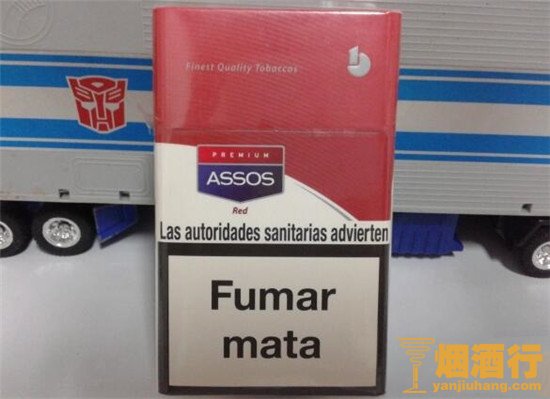 Finest Quality Tobaccos
b
PREMIUM
ASSOS
Red
Las autoridades sanitarias advierten
Fumar
mata
烟酒行
yanjiuhang.com